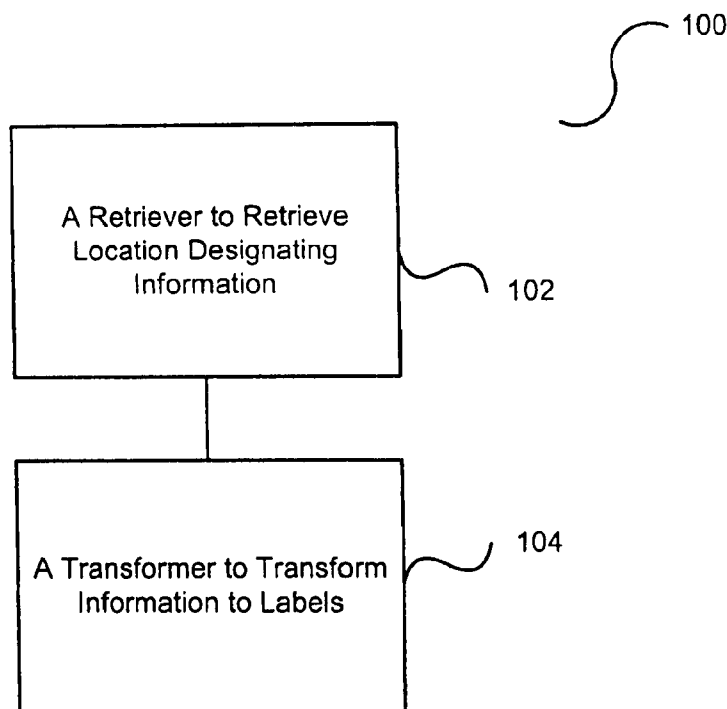 100
A Retriever to Retrieve
Location Designating
Information
102
A Transformer to Transform
Information to Labels
104